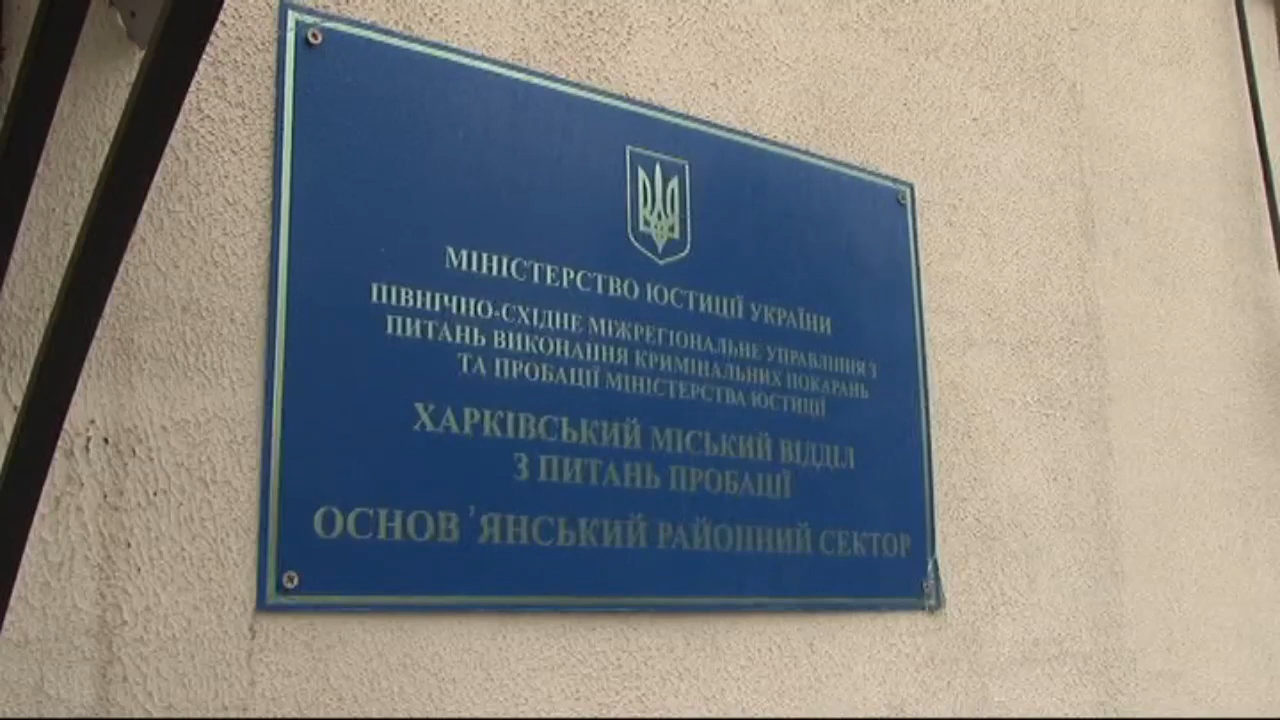 МІНІСТЕРСТВО ЮСТИЦІЇ УКРАЇНИ
ПІВНІЧНО-СХІДНЕ МІЖРЕГІОНАЛЬНЕ УПРАВЛІННЯ З
ПИТАНЬ ВИКОНАННЯ КРИМІНАЛЬНИХ ПОКАРАНЬ
ТА ПРОБАЦІЇ МІНІСТЕРСТВА ЮСТИЦІЇ
ХАРКІВСЬКИЙ МІСЬКИЙ ВІДДІЛ
З ПИТАНЬ ПРОБАЦІЇ
ОСНОВ'ЯНСЬКИЙ РАЙОННИЙ СЕКТОР